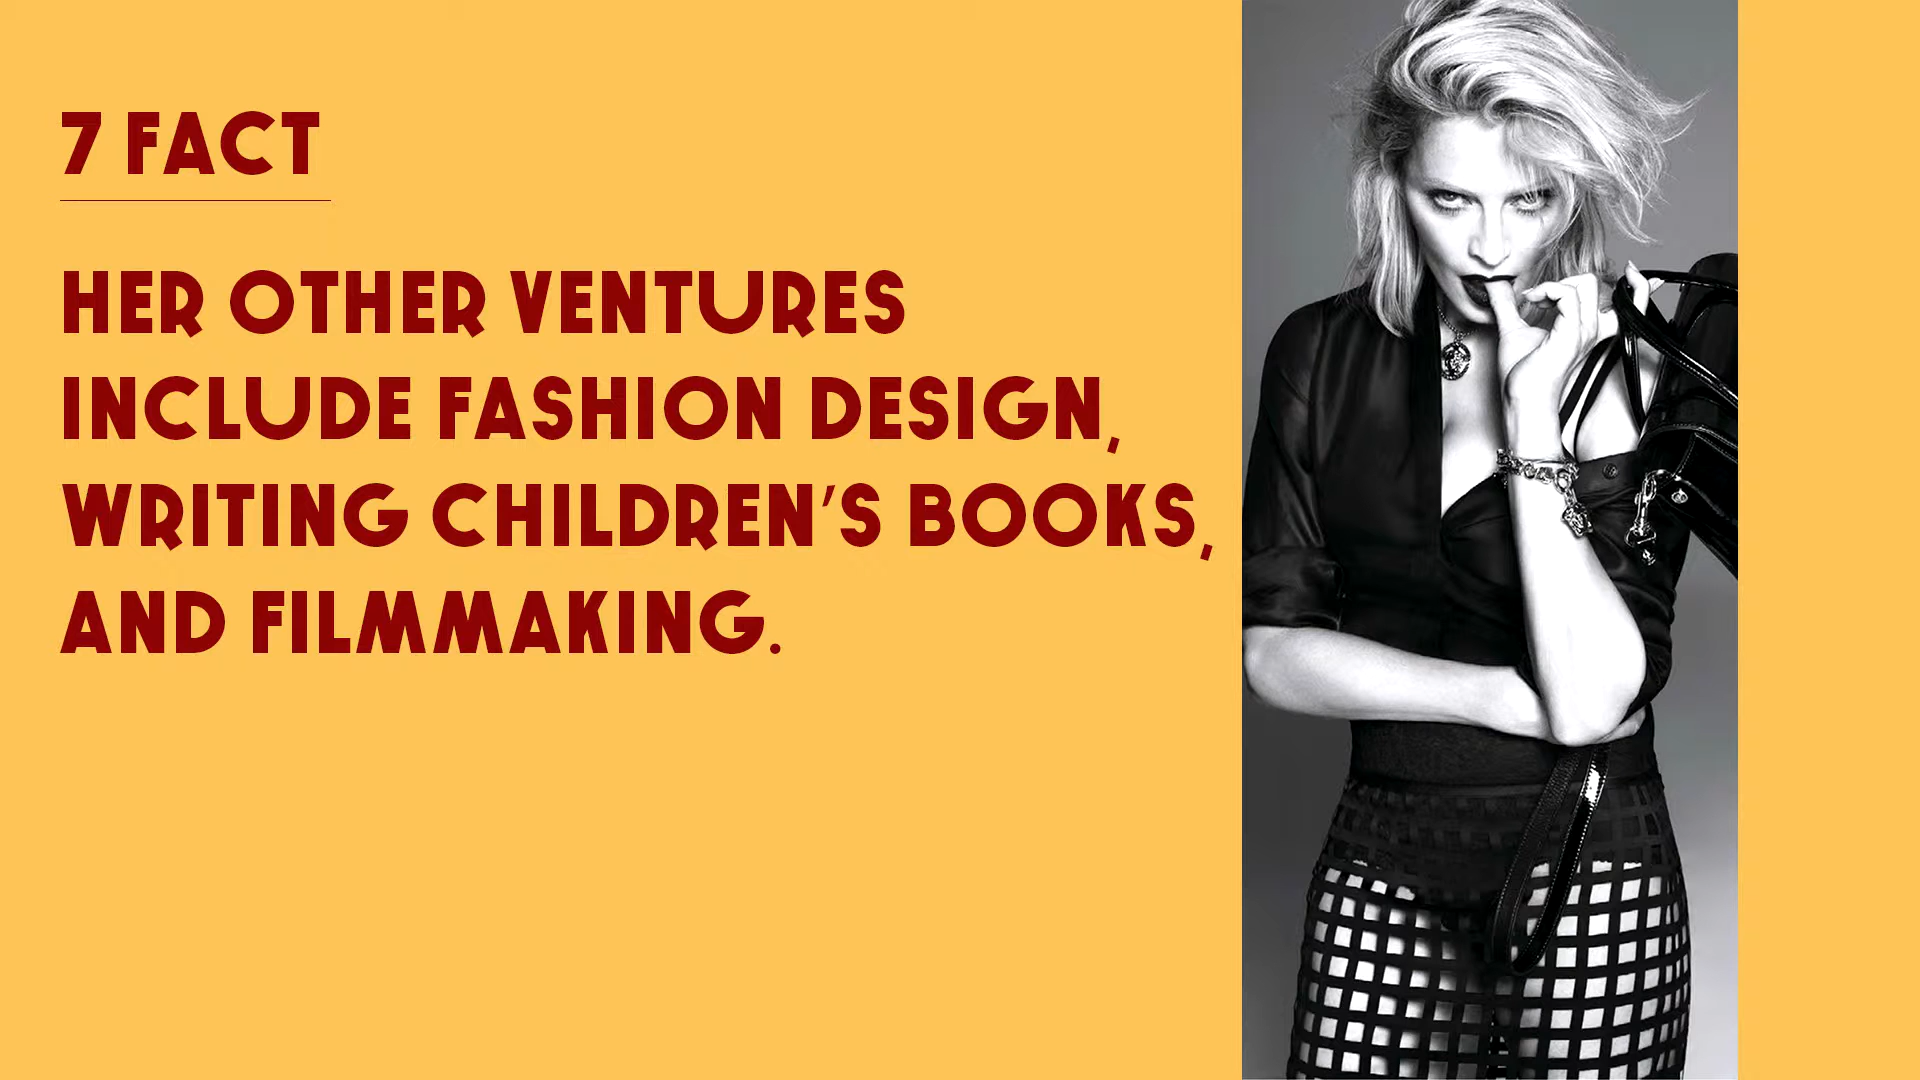 7 FACT
HER OTHER VENTURES
INCLUDE FASHION DESIGN,
WRITING CHILDREN'S BOOKS,
AND FILMMAKING.